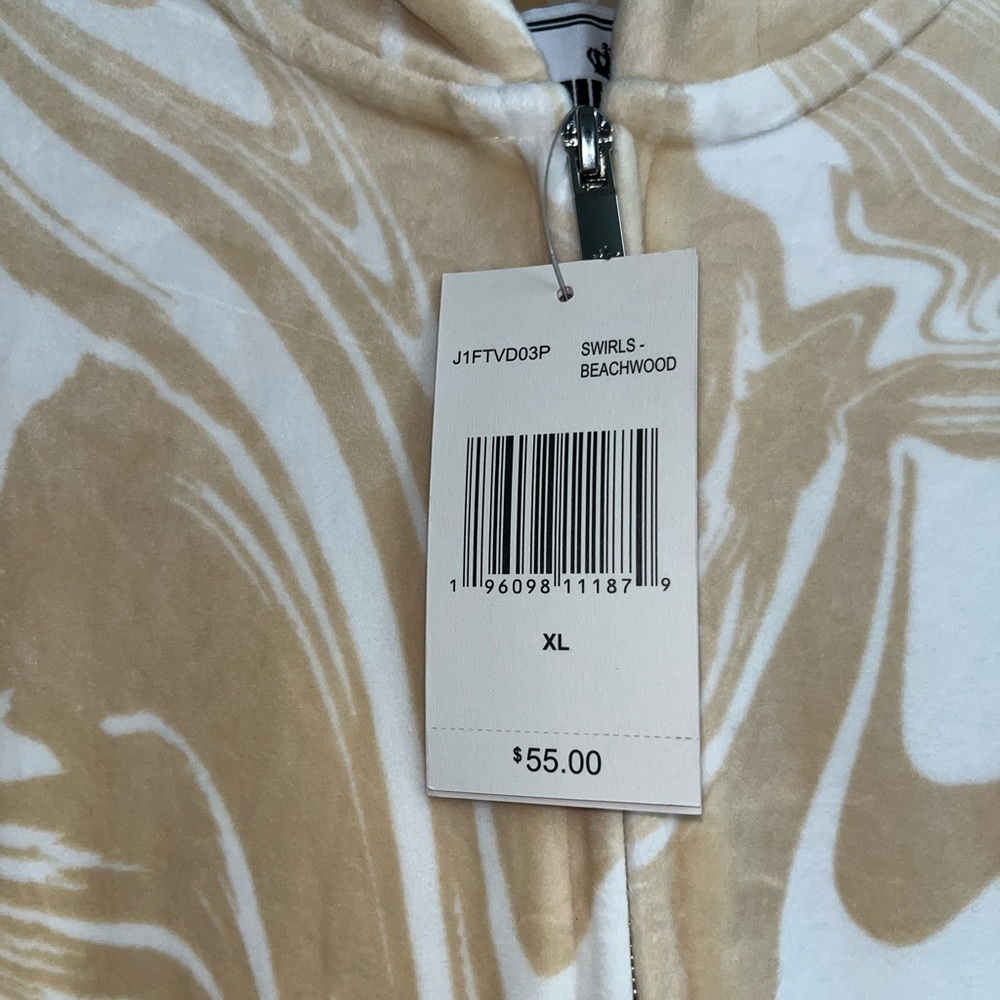 J1FTVD03P SWIRLS -
BEACHWOOD
1 96098 11187 9
XL
$55.00